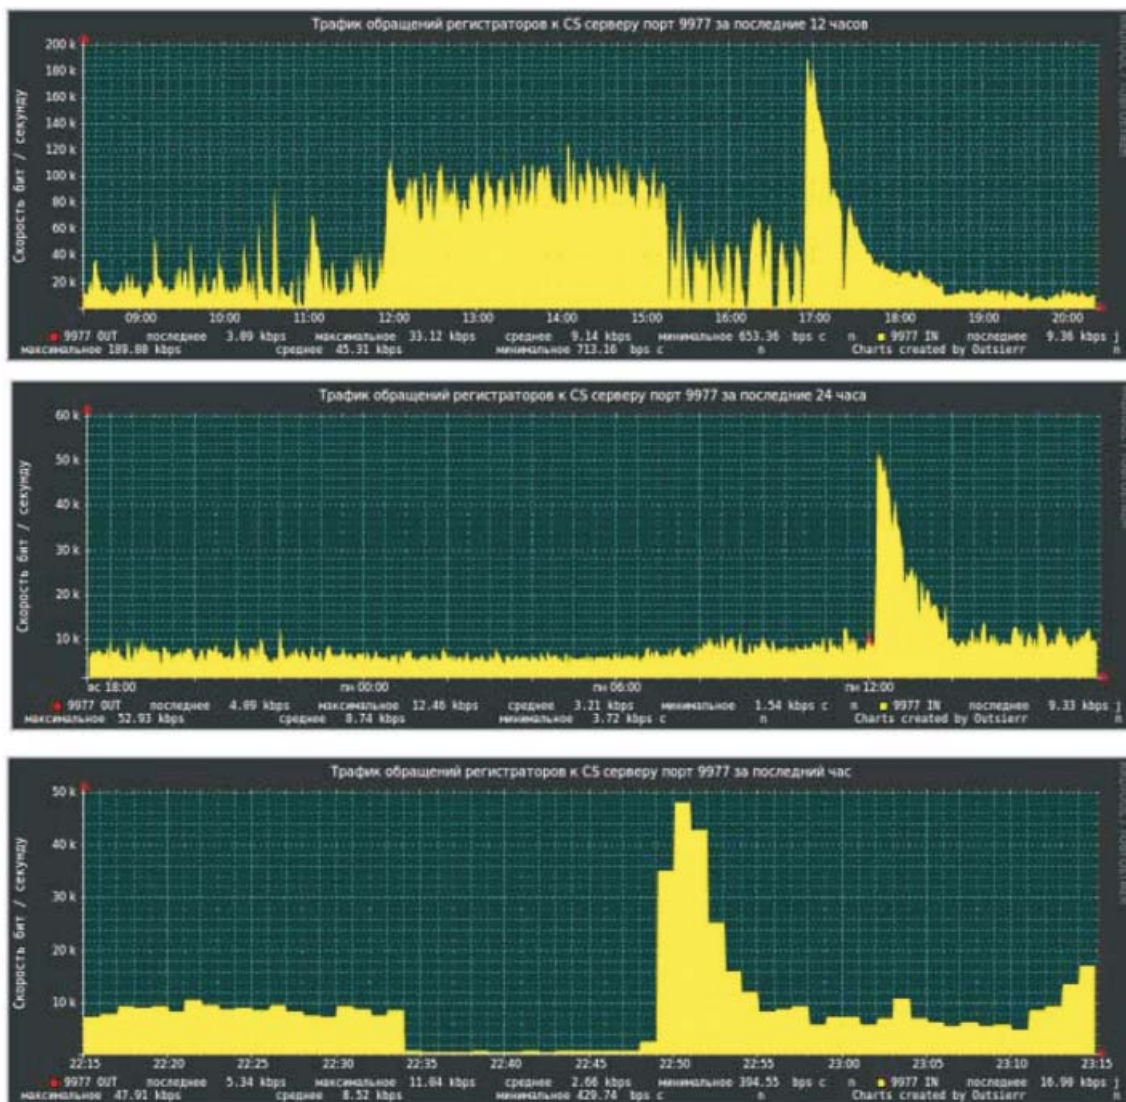 Трафик обращений регистраторов к CS серверу порт 9977 за последние 12 часов
Скорость бит / секунду
200 k
180 k
160 k
140 k
120 k
100 k
80 k
60 k
40 k
20 k
09:00 10:00 11:00 12:00 13:00 14:00 15:00 16:00 17:00 18:00 19:00 20:00
9977 OUT последнее 3.09 kbps максимальное 33.12 kbps среднее 9.14 kbps минимальное 653.36 bps c n 9977 IN последнее 9.36 kbps j
максимальное 189.80 kbps среднее 45.31 kbps минимальное 713.16 bps c n Charts created by Outsierr n
Трафик обращений регистраторов к CS серверу порт 9977 за последние 24 часа
Скорость бит / секунду
60 k
50 k
40 k
30 k
20 k
10 k
вс 18:00 пн 00:00 пн 06:00 пн 12:00
9977 OUT последнее 4.09 kbps максимальное 12.46 kbps среднее 3.21 kbps минимальное 1.54 kbps c n 9977 IN последнее 9.33 kbps j
максимальное 52.93 kbps среднее 8.74 kbps минимальное 3.72 kbps c n Charts created by Outsierr n
Трафик обращений регистраторов к CS серверу порт 9977 за последний час
Скорость бит / секунду
50 k
40 k
30 k
20 k
10 k
22:15 22:20 22:25 22:30 22:35 22:40 22:45 22:50 22:55 23:00 23:05 23:10 23:15
9977 OUT последнее 5.34 kbps максимальное 11.04 kbps среднее 2.66 kbps минимальное 394.55 bps c n 9977 IN последнее 16.90 kbps j
максимальное 47.91 kbps среднее 8.52 kbps минимальное 429.74 bps c n Charts created by Outsierr n